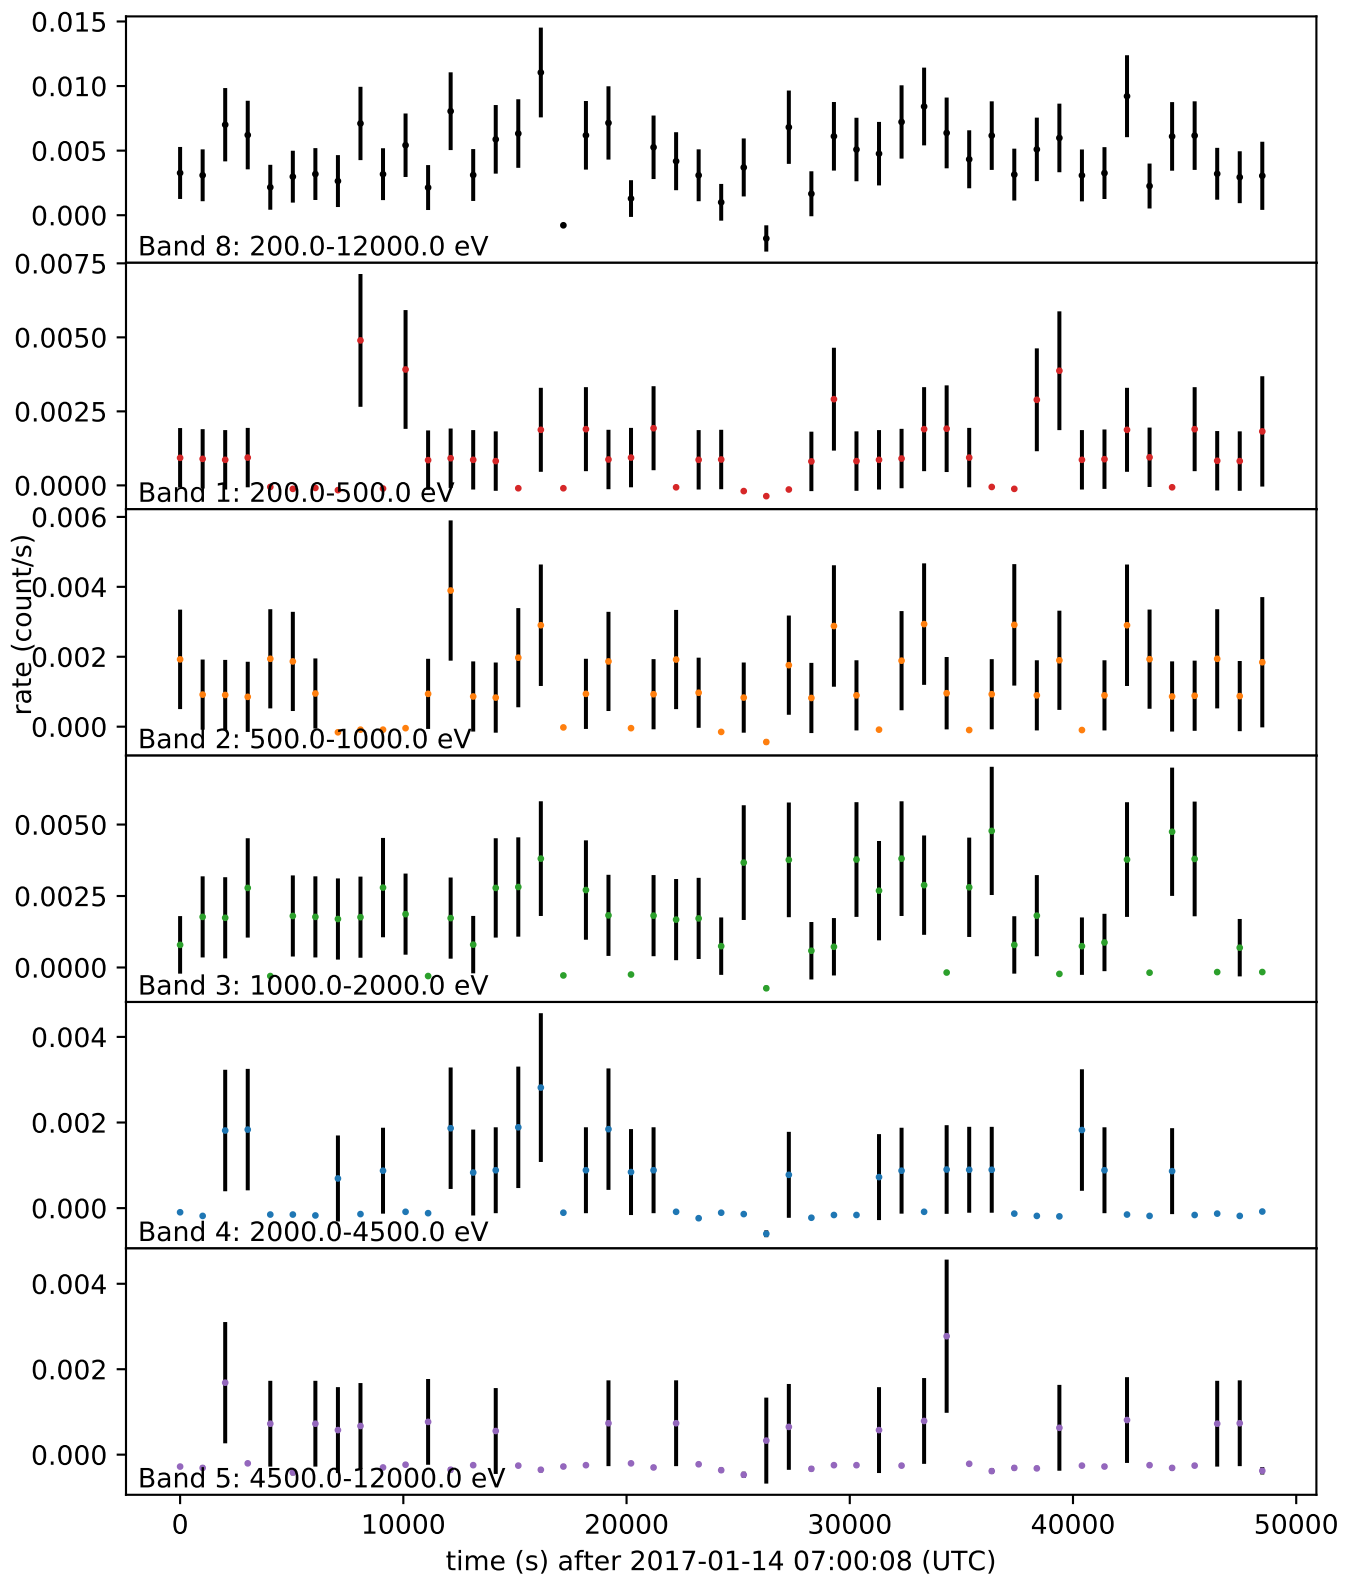 0.015
0.010
0.005
0.000
Band 8: 200.0-12000.0 eV
0.0075
0.0050
0.0025
0.0000
Band 1: 200.0-500.0 eV
0.006
0.004
0.002
0.000
rate (count/s)
Band 2: 500.0-1000.0 eV
0.0050
0.0025
0.0000
Band 3: 1000.0-2000.0 eV
0.004
0.002
0.000
Band 4: 2000.0-4500.0 eV
0.004
0.002
0.000
Band 5: 4500.0-12000.0 eV
0 10000 20000 30000 40000 50000
time (s) after 2017-01-14 07:00:08 (UTC)